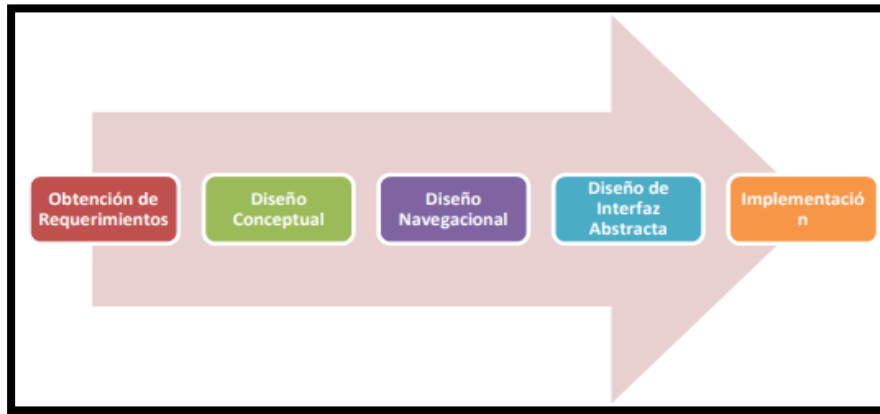 Obtención de
Requerimientos
Diseño
Conceptual
Diseño
Navegacional
Diseño de
Interfaz
Abstracta
Implementació
n